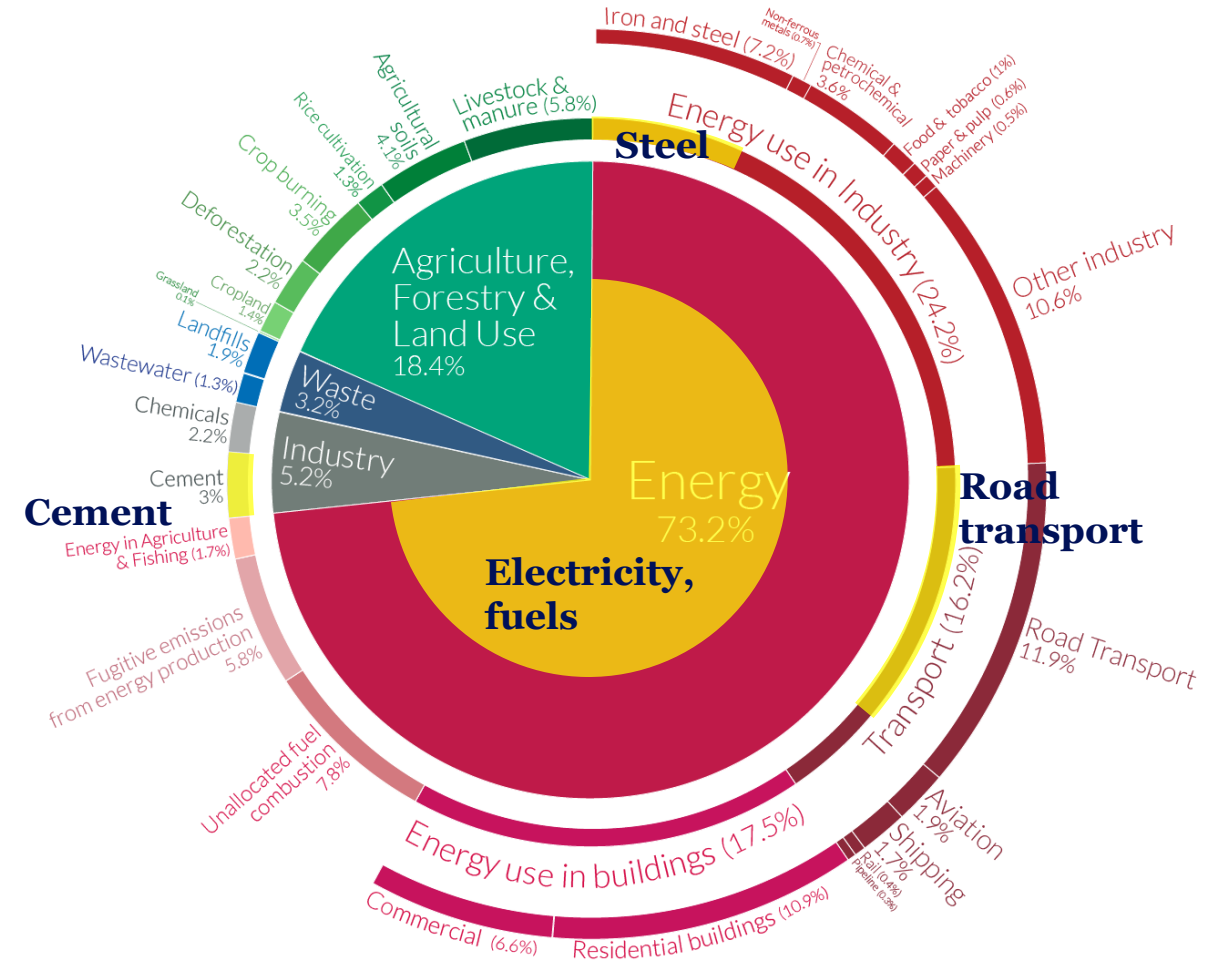 Iron and steel (7.2%)
Non-ferrous
metals (0.7%)
Chemical &
petrochemical
3.6%
Food & tobacco (1%)
Paper & pulp (0.6%)
Machinery (0.5%)
Other industry
10.6%
Energy use in Industry (24.2%)
Steel
Road
transport
Transport (16.2%)
Road Transport
11.9%
Aviation
1.9%
Shipping
1.7%
Rail (0.4%)
Pipeline (0.3%)
Energy use in buildings (17.5%)
Residential buildings (10.9%)
Commercial (6.6%)
Unallocated fuel
combustion
7.8%
Fugitive emissions
from energy production
5.8%
Energy in Agriculture
& Fishing (1.7%)
Cement
Cement
3%
Chemicals
2.2%
Wastewater (1.3%)
Landfills
1.9%
Grassland
0.1%
Cropland
1.4%
Deforestation
2.2%
Crop burning
3.5%
Rice cultivation
1.3%
Agricultural
soils
4.1%
Livestock &
manure (5.8%)
Agriculture,
Forestry &
Land Use
18.4%
Waste
3.2%
Industry
5.2%
Energy
73.2%
Electricity,
fuels